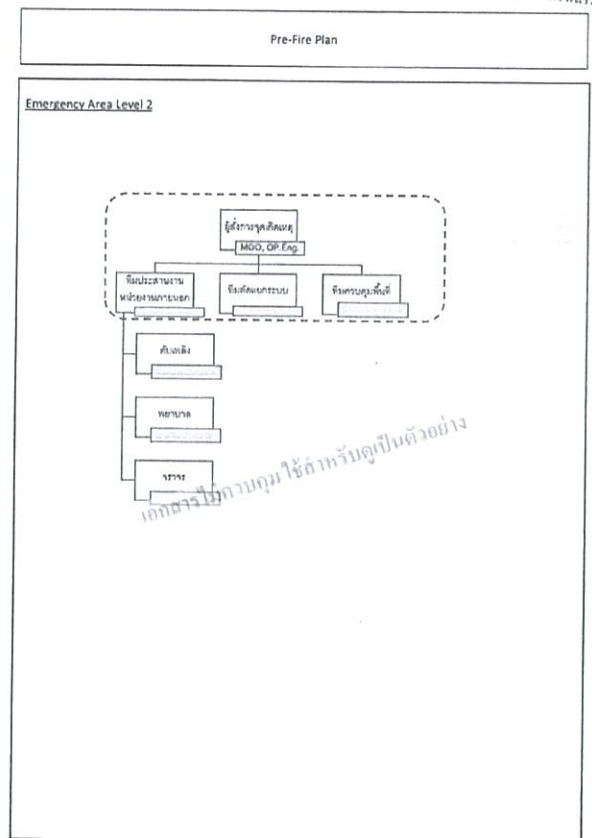 Pre-Fire Plan
Emergency Area Level 2
ผู้สั่งการจุดเกิดเหตุ
MGO, OP.Eng.
ทีมประสานงาน
หน่วยงานภายนอก
ทีมตัดแยกระบบ
ทีมควบคุมพื้นที่
ดับเพลิง
พยาบาล
จราจร
เอกสารไม่ควบคุม ใช้สำหรับดูเป็นตัวอย่าง